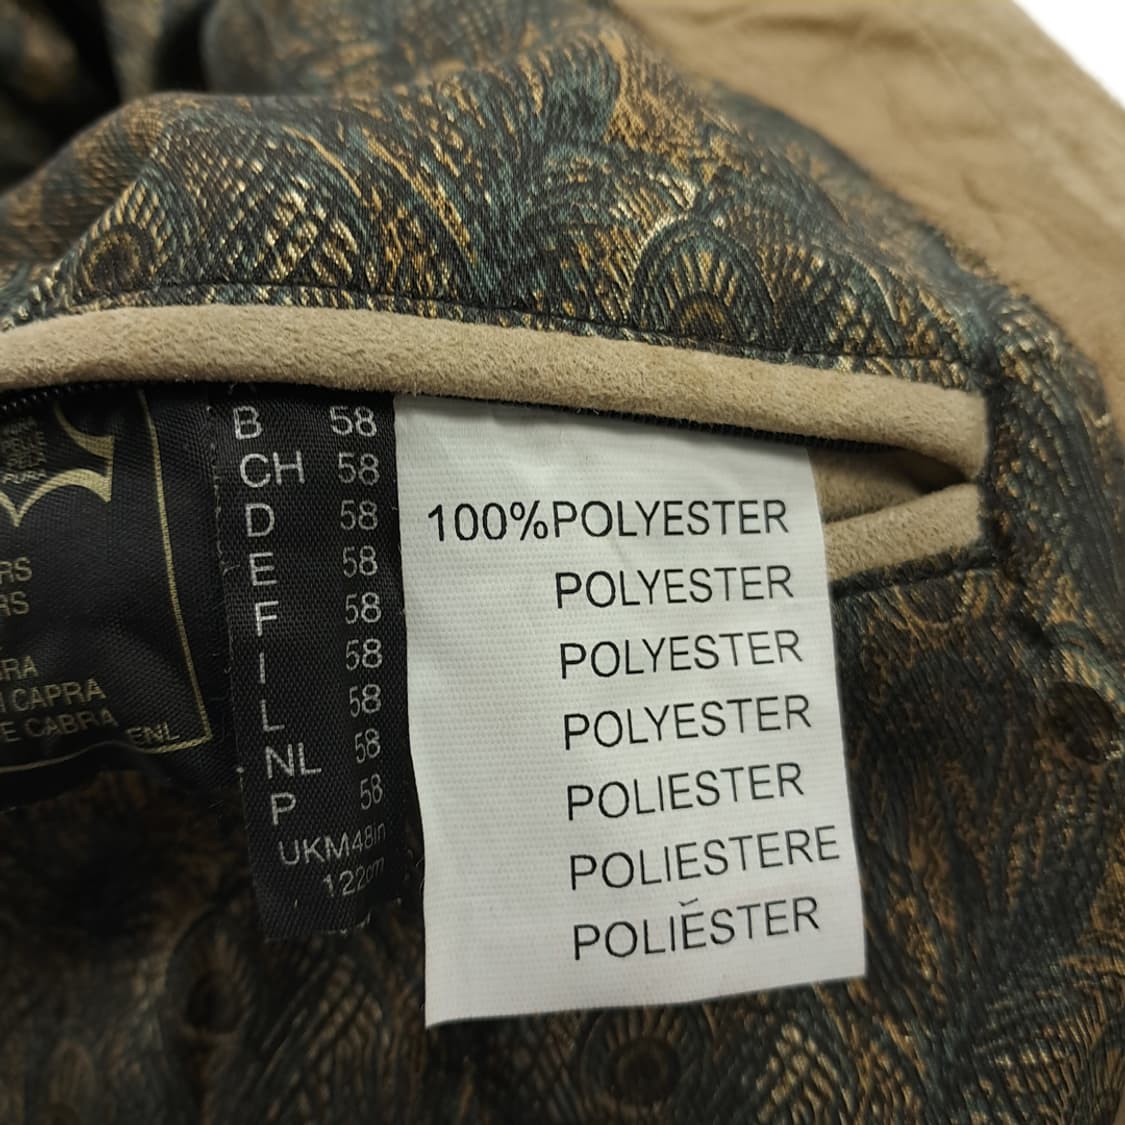 RS
RS
RA
CAPRA
E CABRA
ENL
B 58
CH 58
D 58
E 58
F 58
I 58
L 58
NL 58
P 58
UKM48in
122cm
100%POLYESTER
POLYESTER
POLYESTER
POLYESTER
POLIESTER
POLIESTERE
POLIĚSTER